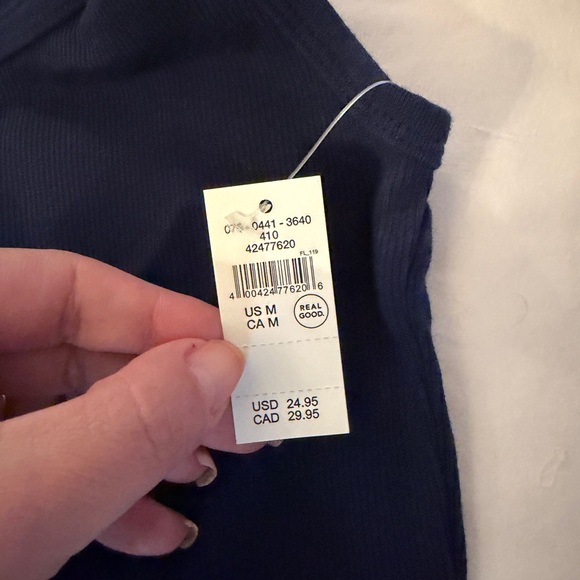 0441 - 3640
410
42477620
FL_119
4 00424 77620 6
US M
CA M
REAL
GOOD.
USD 24.95
CAD 29.95